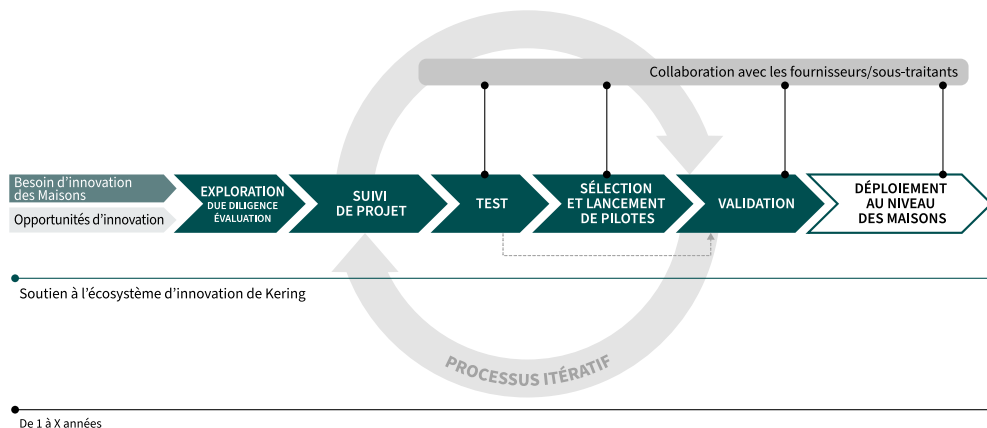 Collaboration avec les fournisseurs/sous-traitants
Besoin d’innovation
des Maisons
Opportunités d’innovation
EXPLORATION
DUE DILIGENCE
ÉVALUATION
SUIVI
DE PROJET
TEST
SÉLECTION
ET LANCEMENT
DE PILOTES
VALIDATION
DÉPLOIEMENT
AU NIVEAU
DES MAISONS
Soutien à l’écosystème d’innovation de Kering
PROCESSUS ITÉRATIF
De 1 à X années